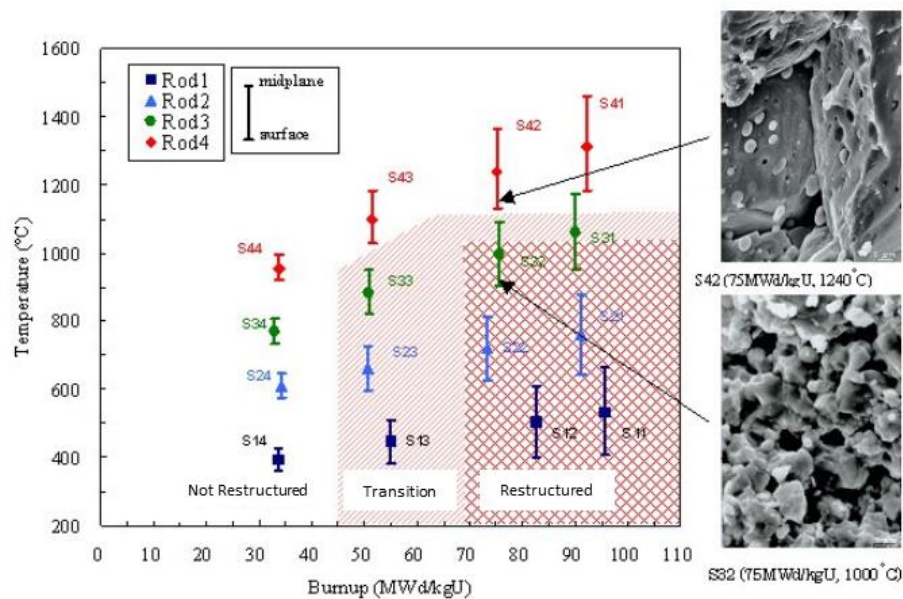 1600
1400
1200
1000
800
600
400
200
Temperature (°C)
Rod1
Rod2
Rod3
Rod4
midplane
surface
S41
S42
S43
S44
S31
S32
S33
S34
S21
S22
S23
S24
S11
S12
S13
S14
Not Restructured
Transition
Restructured
0 10 20 30 40 50 60 70 80 90 100 110
Burnup (MWd/kgU)
S42 (75MWd/kgU, 1240°C)
S32 (75MWd/kgU, 1000°C)